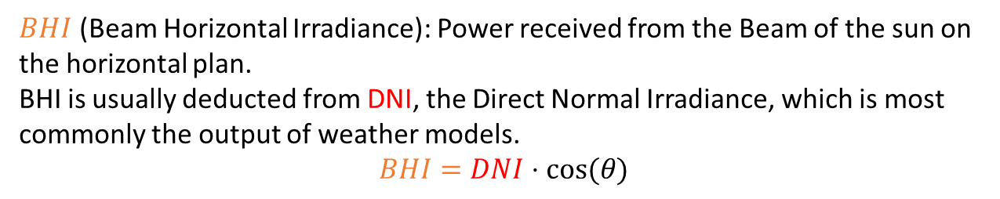 BHI (Beam Horizontal Irradiance): Power received from the Beam of the sun on
the horizontal plan.
BHI is usually deducted from DNI, the Direct Normal Irradiance, which is most
commonly the output of weather models.
BHI = DNI · cos(θ)